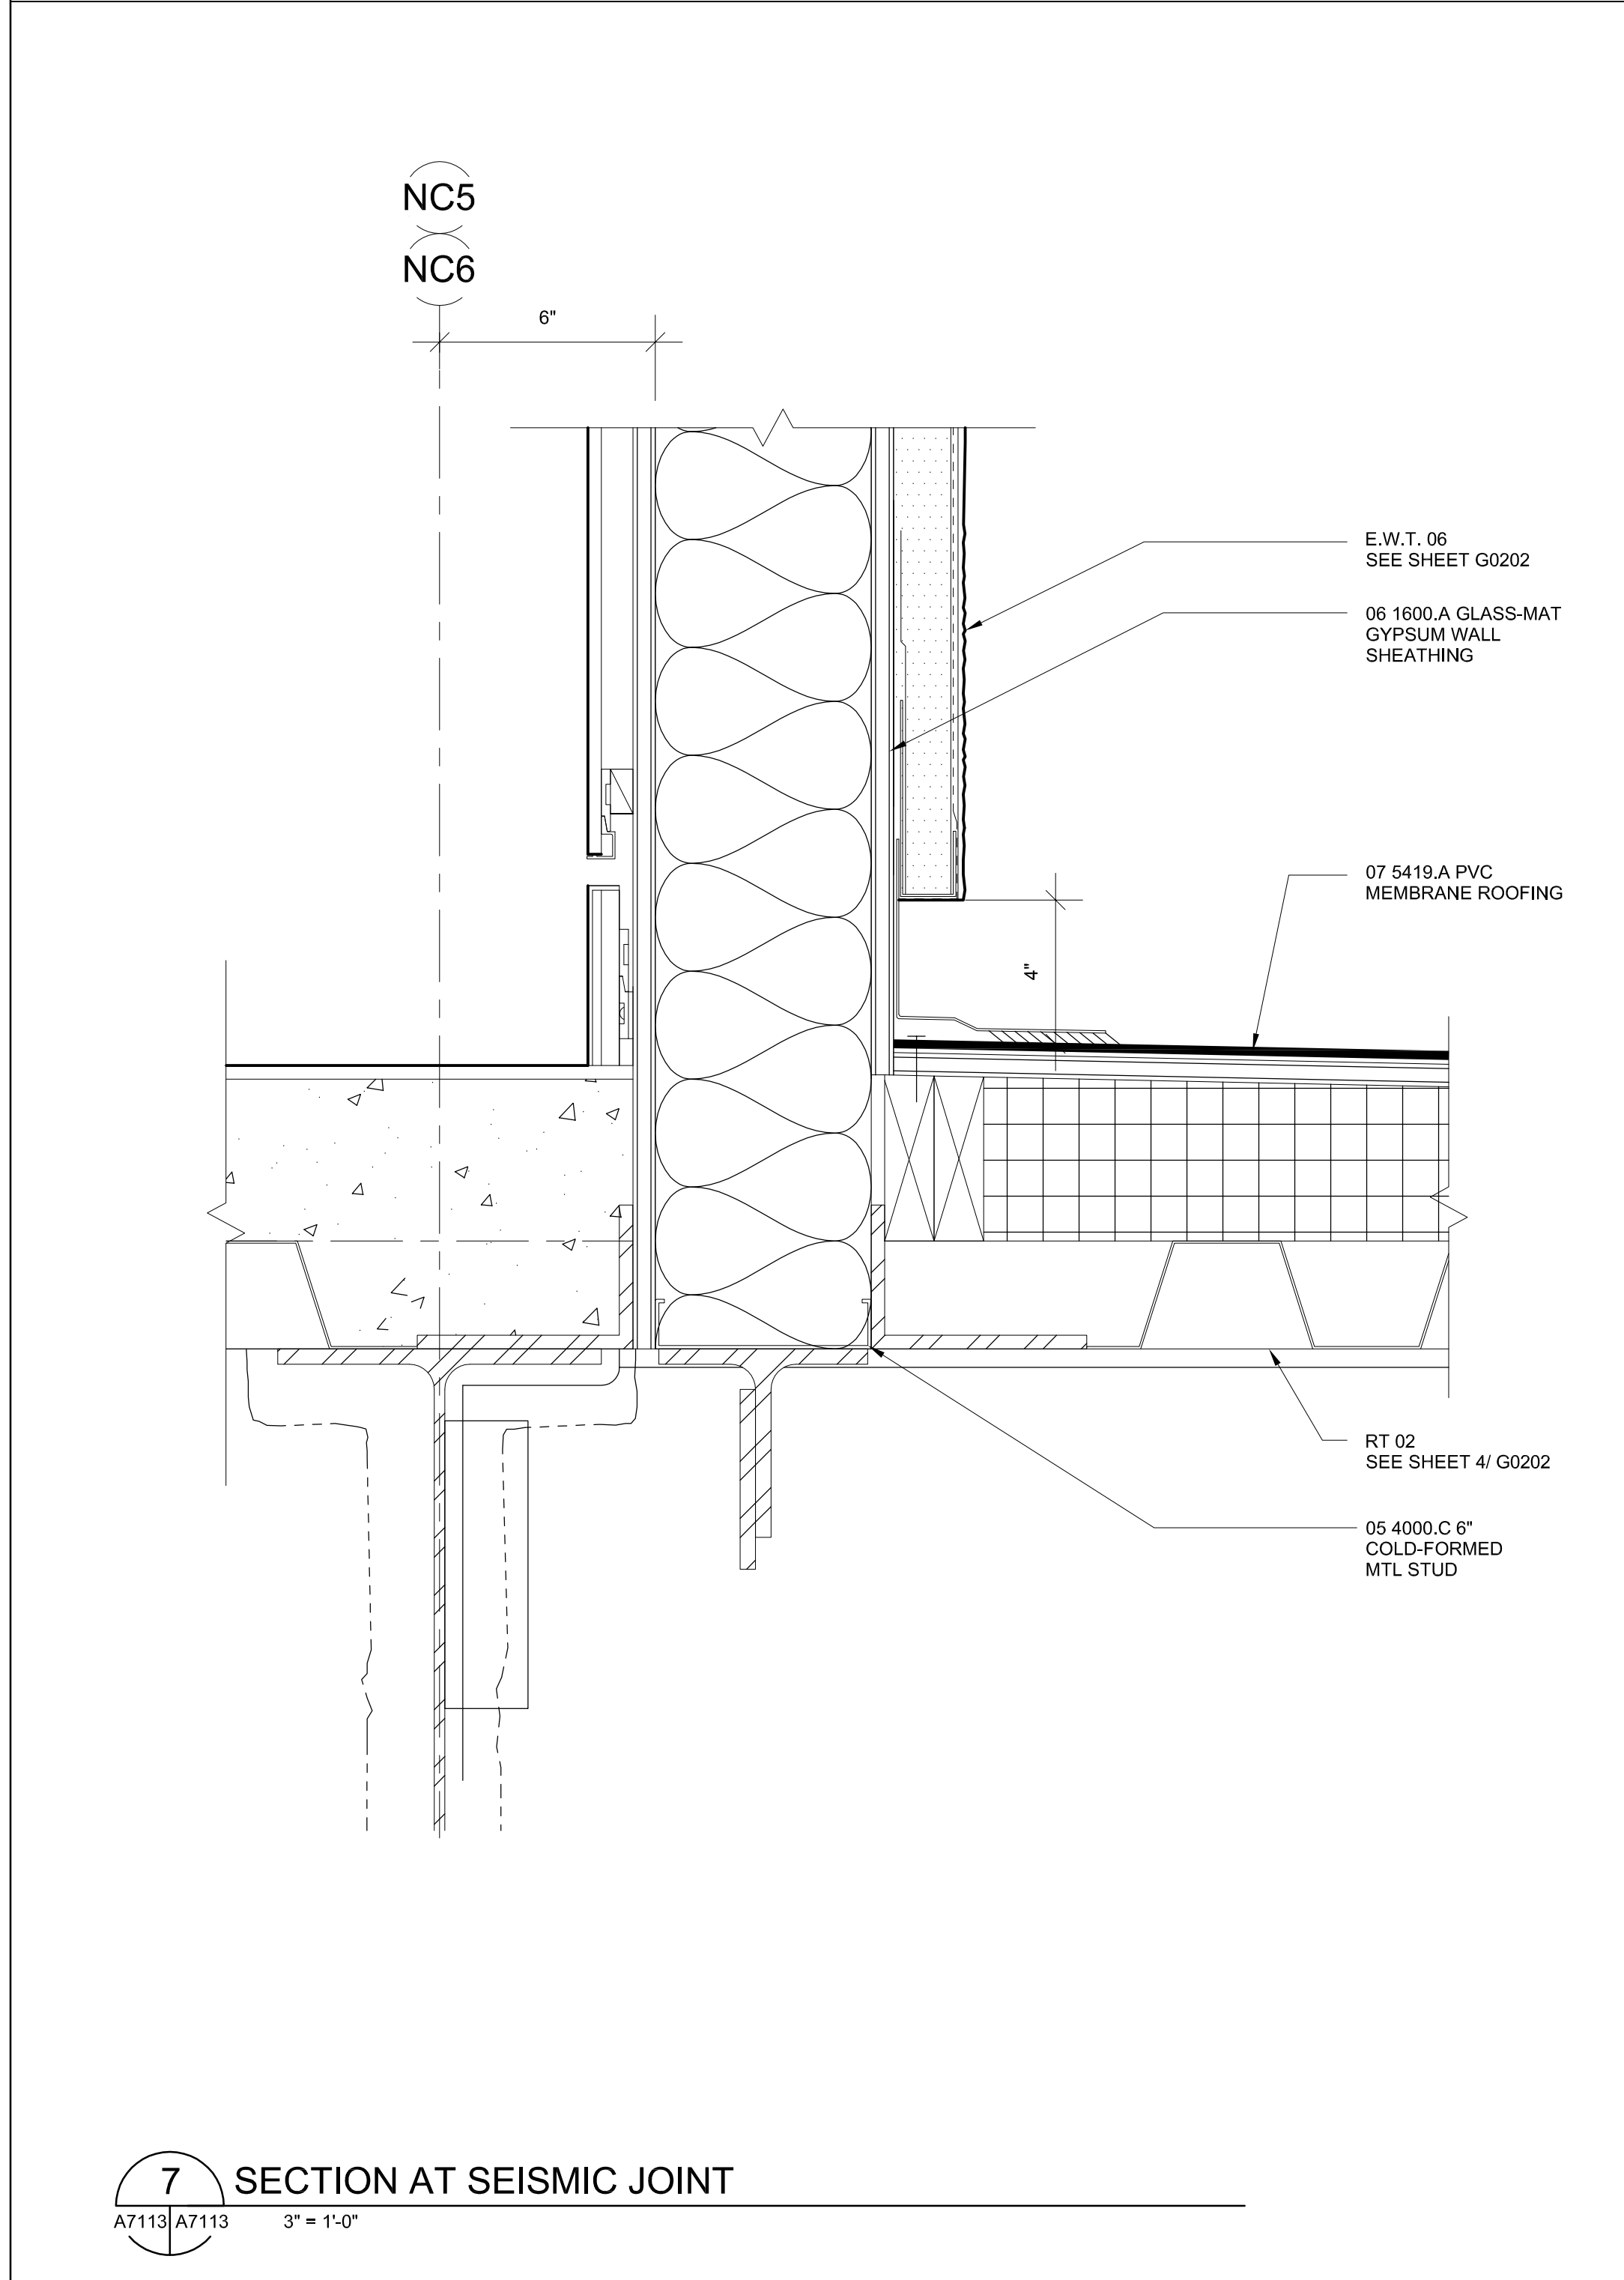 NC5
NC6
6"
E.W.T. 06
SEE SHEET G0202
06 1600.A GLASS-MAT
GYPSUM WALL
SHEATHING
07 5419.A PVC
MEMBRANE ROOFING
4"
RT 02
SEE SHEET 4/ G0202
05 4000.C 6"
COLD-FORMED
MTL STUD
7
SECTION AT SEISMIC JOINT
A7113 A7113
3" = 1'-0"